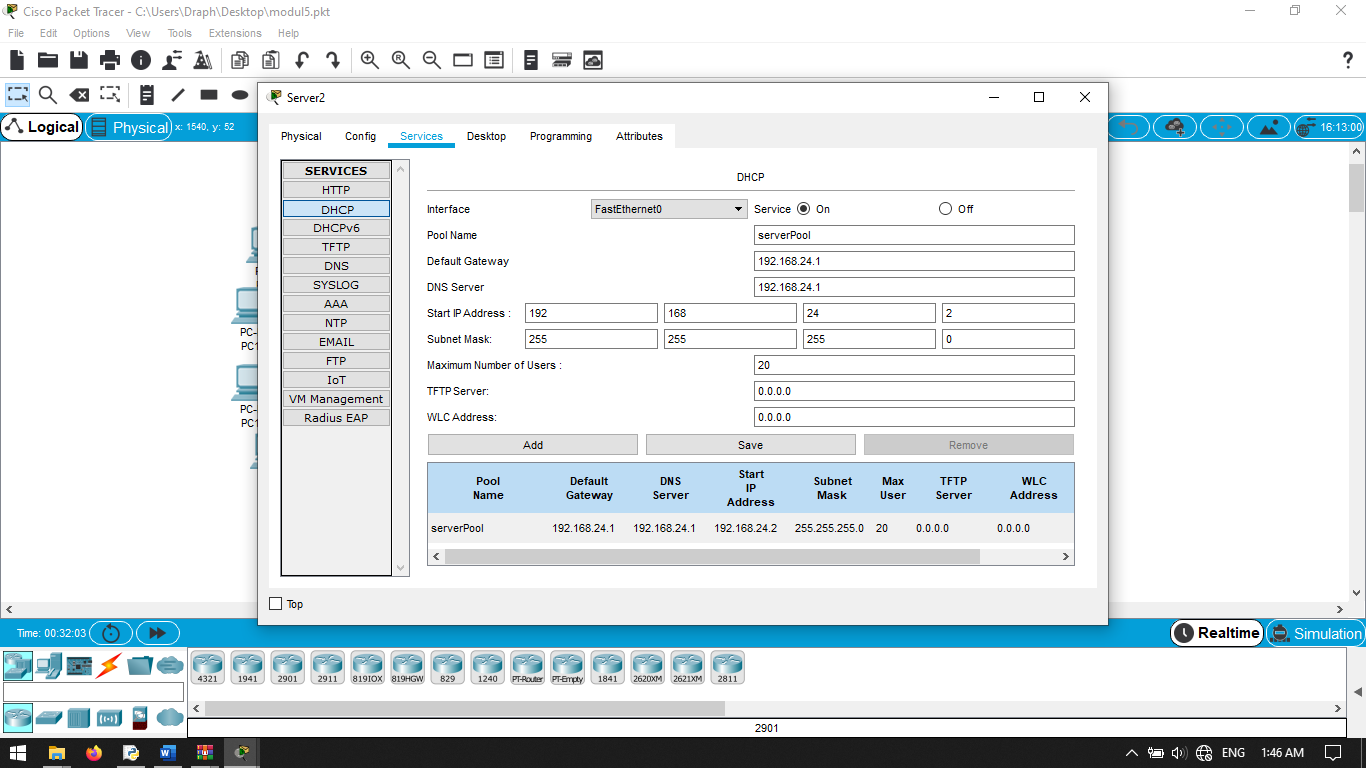 Cisco Packet Tracer - C:\Users\Draph\Desktop\modul5.pkt
File Edit Options View Tools Extensions Help
?
Logical Physical x: 1540, y: 52
16:13:00
Server2
Physical Config Services Desktop Programming Attributes
SERVICES
HTTP
DHCP
DHCPv6
TFTP
DNS
SYSLOG
AAA
NTP
EMAIL
FTP
IoT
VM Management
Radius EAP
DHCP
Interface FastEthernet0 Service On Off
Pool Name serverPool
Default Gateway 192.168.24.1
DNS Server 192.168.24.1
Start IP Address : 192 168 24 2
Subnet Mask: 255 255 255 0
Maximum Number of Users : 20
TFTP Server: 0.0.0.0
WLC Address: 0.0.0.0
Add Save Remove
Pool Name Default Gateway DNS Server Start IP Address Subnet Mask Max User TFTP Server WLC Address
serverPool 192.168.24.1 192.168.24.1 192.168.24.2 255.255.255.0 20 0.0.0.0 0.0.0.0
Top
PC-
PC1
PC-
PC1
Time: 00:32:03
Realtime Simulation
4321 1941 2901 2911 819IOX 819HGW 829 1240 PT-Router PT-Empty 1841 2620XM 2621XM 2811
2901
ENG 1:46 AM